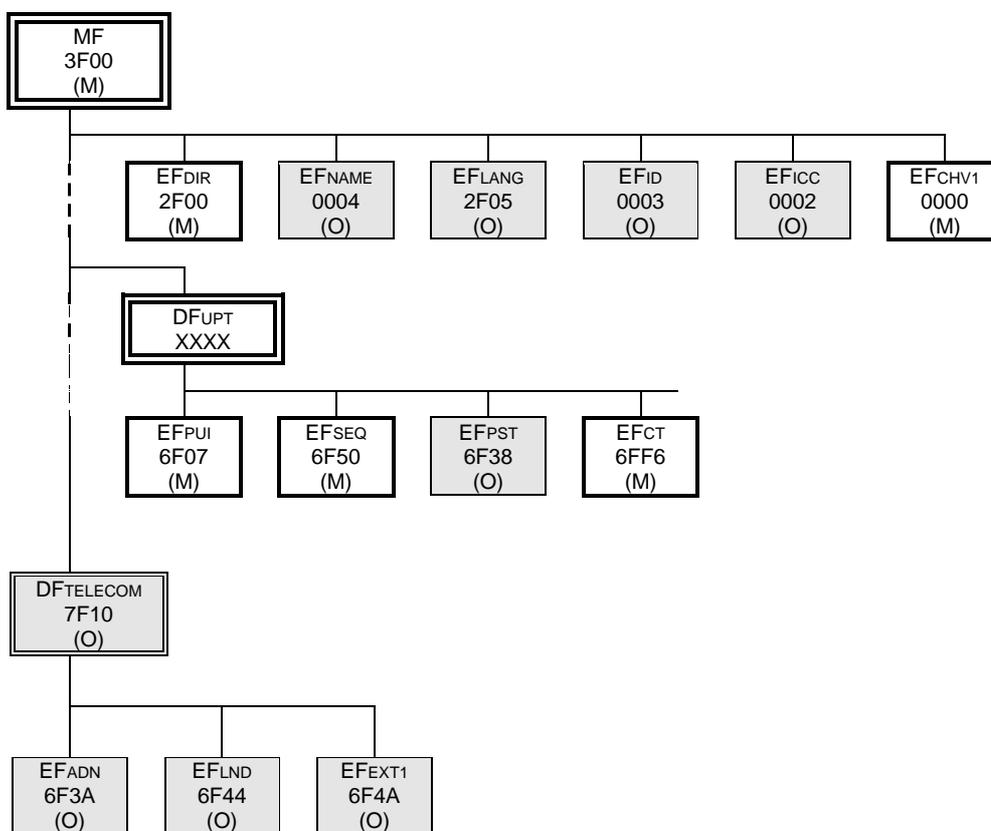 MF
3F00
(M)
EFDIR
2F00
(M)
EFNAME
0004
(O)
EFLANG
2F05
(O)
EFID
0003
(O)
EFICC
0002
(O)
EFCHV1
0000
(M)
DFUPT
XXXX
EFPUI
6F07
(M)
EFSEQ
6F50
(M)
EFPST
6F38
(O)
EFCT
6FF6
(M)
DFTELECOM
7F10
(O)
EFADN
6F3A
(O)
EFLND
6F44
(O)
EFEXT1
6F4A
(O)